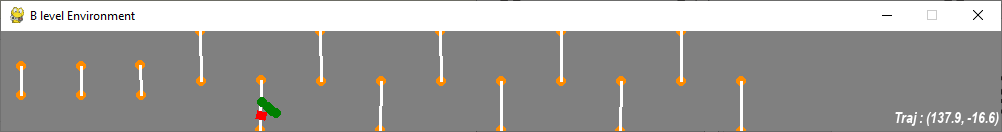 B level Environment
Traj : (137.9, -16.6)